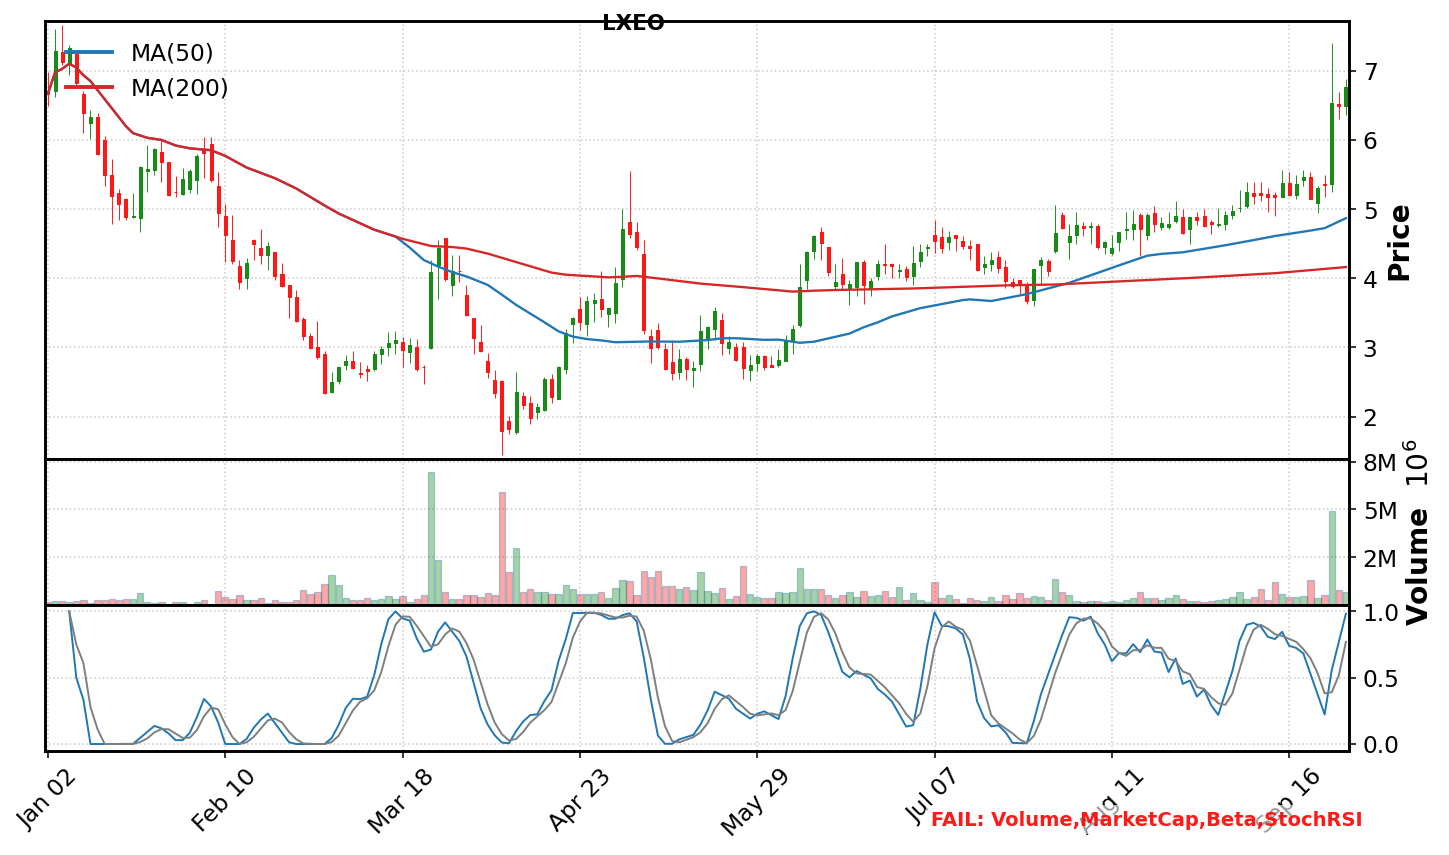 LXEO
MA(50)
MA(200)
7
6
5
4
3
2
Price
8M
5M
2M
Volume 10^6
1.0
0.5
0.0
Jan 02
Feb 10
Mar 18
Apr 23
May 29
Jul 07
Aug 11
Sep 16
FAIL: Volume,MarketCap,Beta,StochRSI